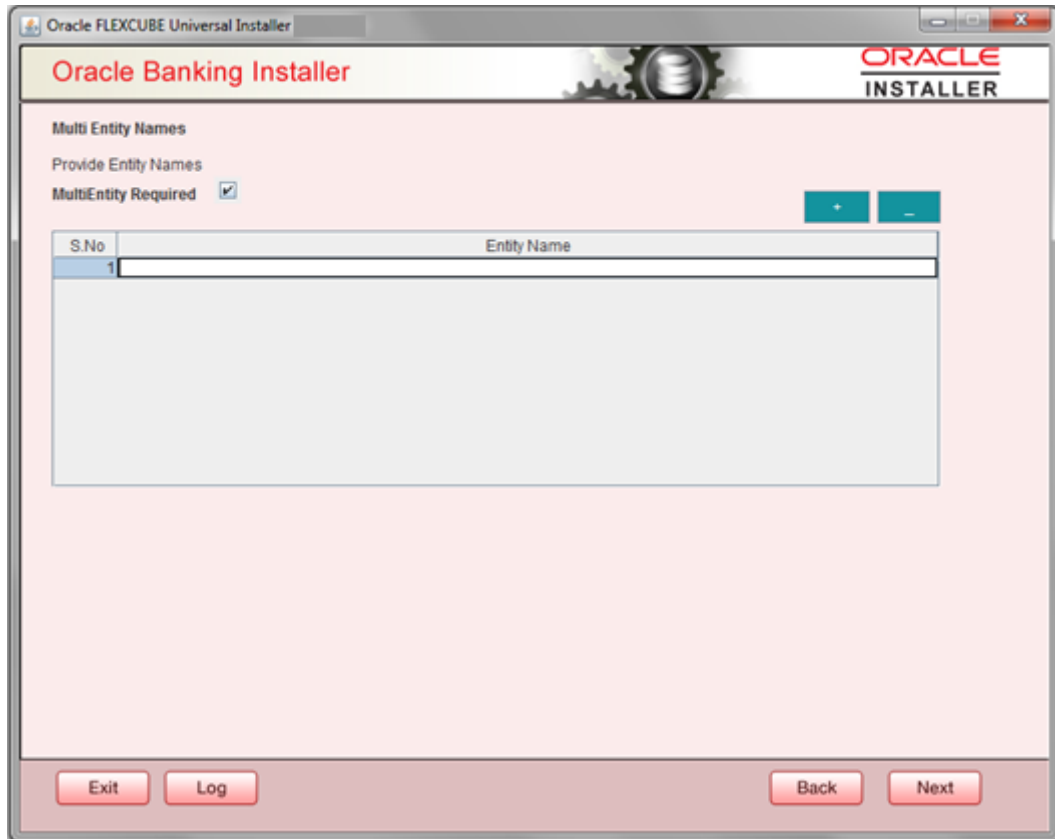 Oracle FLEXCUBE Universal Installer
Oracle Banking Installer
ORACLE
INSTALLER
Multi Entity Names
Provide Entity Names
MultiEntity Required
+ _
S.No Entity Name
1
Exit Log Back Next